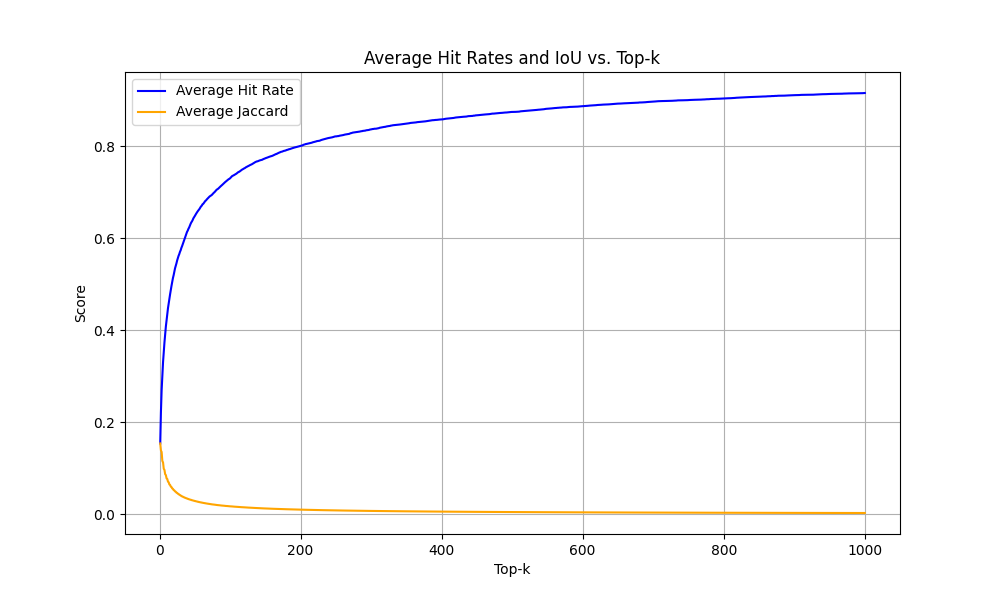 Average Hit Rates and IoU vs. Top-k
Average Hit Rate
Average Jaccard
Score
0.8
0.6
0.4
0.2
0.0
0 200 400 600 800 1000
Top-k